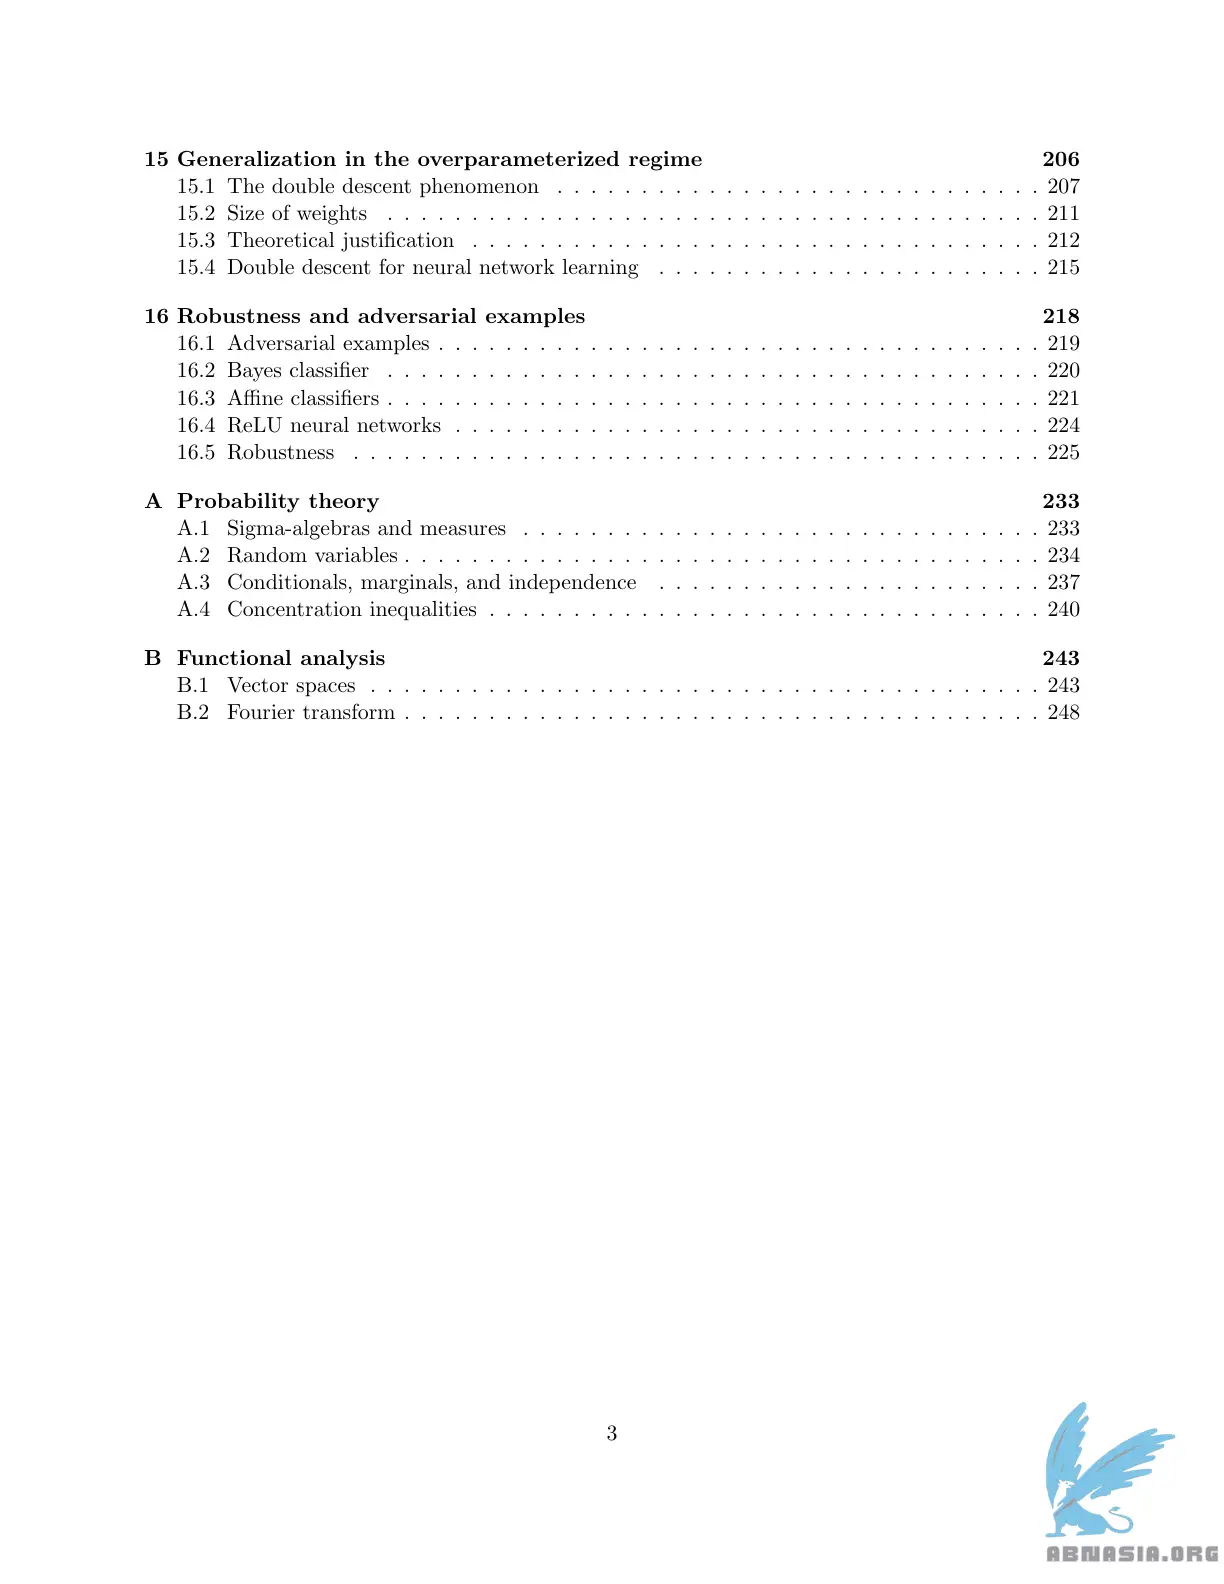 15 Generalization in the overparameterized regime 206
15.1 The double descent phenomenon . . . . . . . . . . . . . . . . . . . . . . . . . . . . . 207
15.2 Size of weights . . . . . . . . . . . . . . . . . . . . . . . . . . . . . . . . . . . . . . . 211
15.3 Theoretical justification . . . . . . . . . . . . . . . . . . . . . . . . . . . . . . . . . . 212
15.4 Double descent for neural network learning . . . . . . . . . . . . . . . . . . . . . . . 215
16 Robustness and adversarial examples 218
16.1 Adversarial examples . . . . . . . . . . . . . . . . . . . . . . . . . . . . . . . . . . . . 219
16.2 Bayes classifier . . . . . . . . . . . . . . . . . . . . . . . . . . . . . . . . . . . . . . . 220
16.3 Affine classifiers . . . . . . . . . . . . . . . . . . . . . . . . . . . . . . . . . . . . . . . 221
16.4 ReLU neural networks . . . . . . . . . . . . . . . . . . . . . . . . . . . . . . . . . . . 224
16.5 Robustness . . . . . . . . . . . . . . . . . . . . . . . . . . . . . . . . . . . . . . . . . 225
A Probability theory 233
A.1 Sigma-algebras and measures . . . . . . . . . . . . . . . . . . . . . . . . . . . . . . . 233
A.2 Random variables . . . . . . . . . . . . . . . . . . . . . . . . . . . . . . . . . . . . . . 234
A.3 Conditionals, marginals, and independence . . . . . . . . . . . . . . . . . . . . . . . 237
A.4 Concentration inequalities . . . . . . . . . . . . . . . . . . . . . . . . . . . . . . . . . 240
B Functional analysis 243
B.1 Vector spaces . . . . . . . . . . . . . . . . . . . . . . . . . . . . . . . . . . . . . . . . 243
B.2 Fourier transform . . . . . . . . . . . . . . . . . . . . . . . . . . . . . . . . . . . . . . 248
3
ABNASIA.ORG